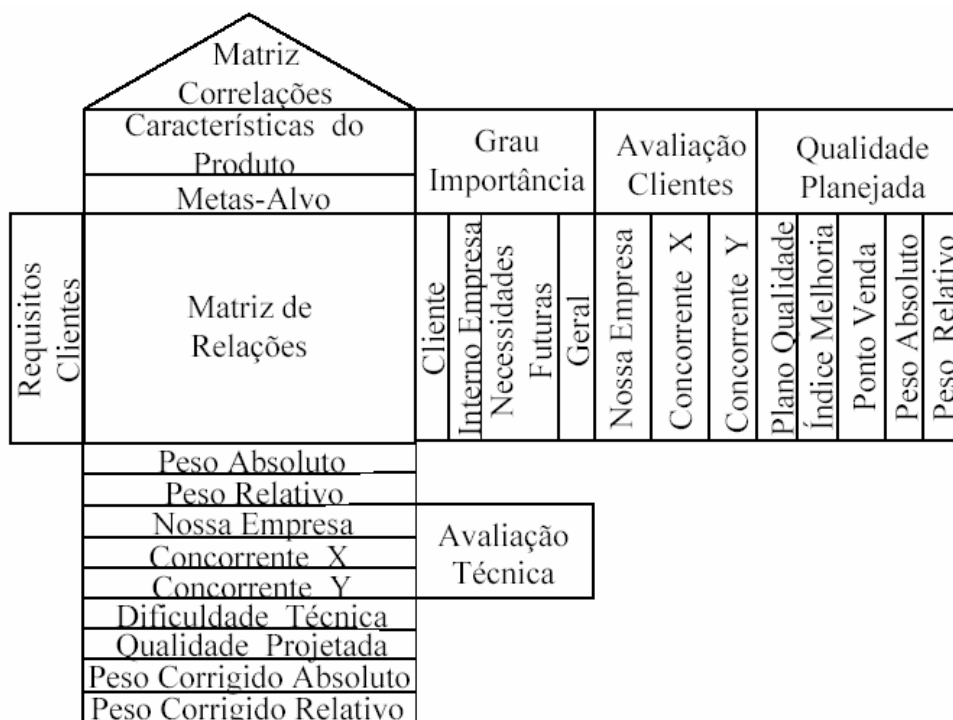 Matriz
Correlações
Características do
Produto
Metas-Alvo
Grau
Importância
Avaliação
Clientes
Qualidade
Planejada
Requisitos
Clientes
Matriz de
Relações
Cliente
Interno Empresa
Necessidades
Futuras
Geral
Nossa Empresa
Concorrente X
Concorrente Y
Plano Qualidade
Índice Melhoria
Ponto Venda
Peso Absoluto
Peso Relativo
Peso Absoluto
Peso Relativo
Nossa Empresa
Concorrente X
Concorrente Y
Avaliação
Técnica
Dificuldade Técnica
Qualidade Projetada
Peso Corrigido Absoluto
Peso Corrigido Relativo